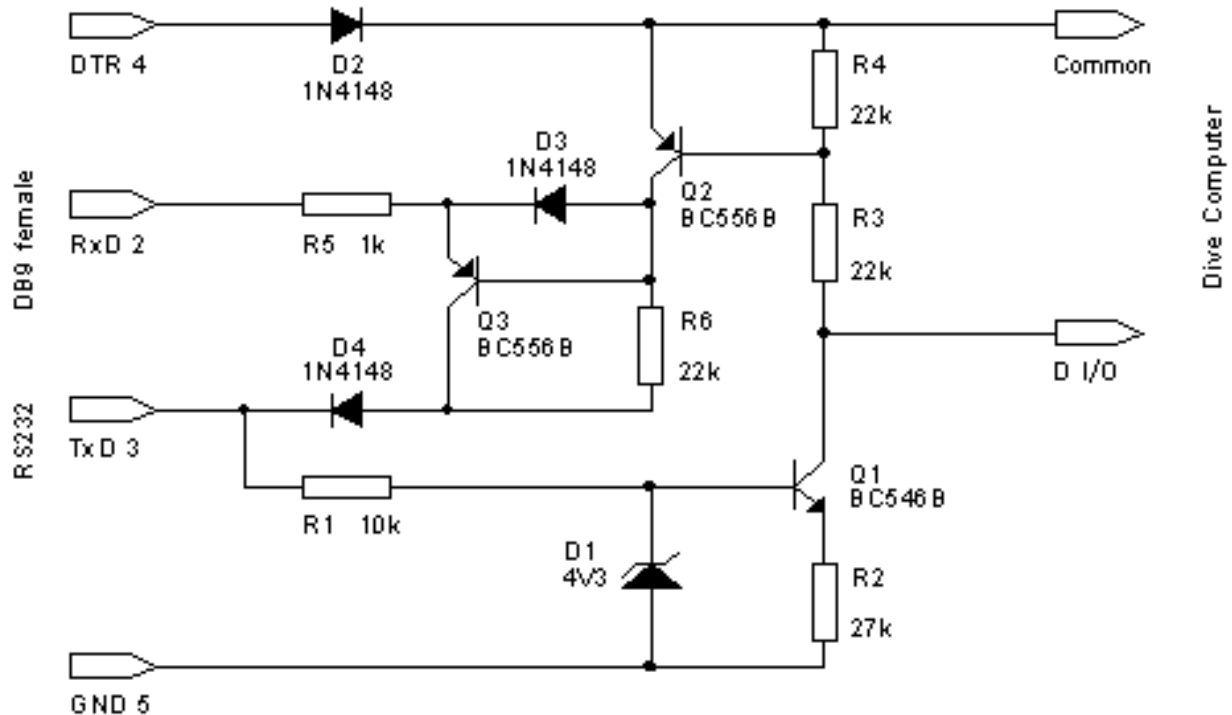 DTR 4
D2
1N4148
R4
22k
Common
D3
1N4148
Q2
BC556B
R3
22k
RxD 2
R5 1k
Q3
BC556B
R6
22k
D I/O
D4
1N4148
TxD 3
R1 10k
Q1
BC546B
D1
4V3
R2
27k
GND 5
DB9 female
RS232
Dive Computer